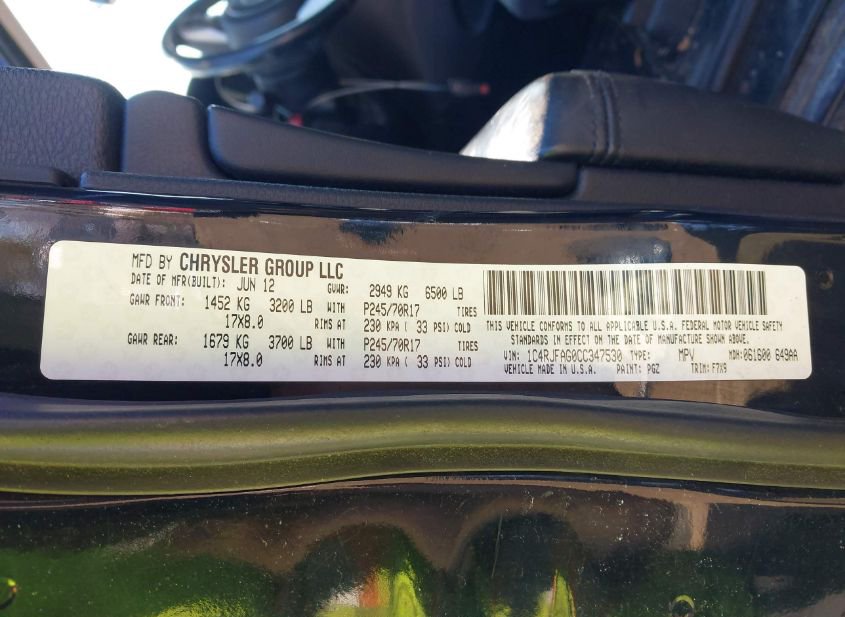 MFD BY CHRYSLER GROUP LLC
DATE OF MFR(BUILT): JUN 12 GVWR: 2949 KG 6500 LB
GAWR FRONT: 1452 KG 3200 LB WITH P245/70R17 TIRES
17X8.0 RIMS AT 230 KPA ( 33 PSI) COLD
GAWR REAR: 1679 KG 3700 LB WITH P245/70R17 TIRES
17X8.0 RIMS AT 230 KPA ( 33 PSI) COLD
THIS VEHICLE CONFORMS TO ALL APPLICABLE U.S.A. FEDERAL MOTOR VEHICLE SAFETY
STANDARDS IN EFFECT ON THE DATE OF MANUFACTURE SHOWN ABOVE.
VIN: 1C4RJFAG0CC347530 TYPE: MPV MDH: 061600 649AA
VEHICLE MADE IN U.S.A. PAINT: PGZ TRIM: F7X9